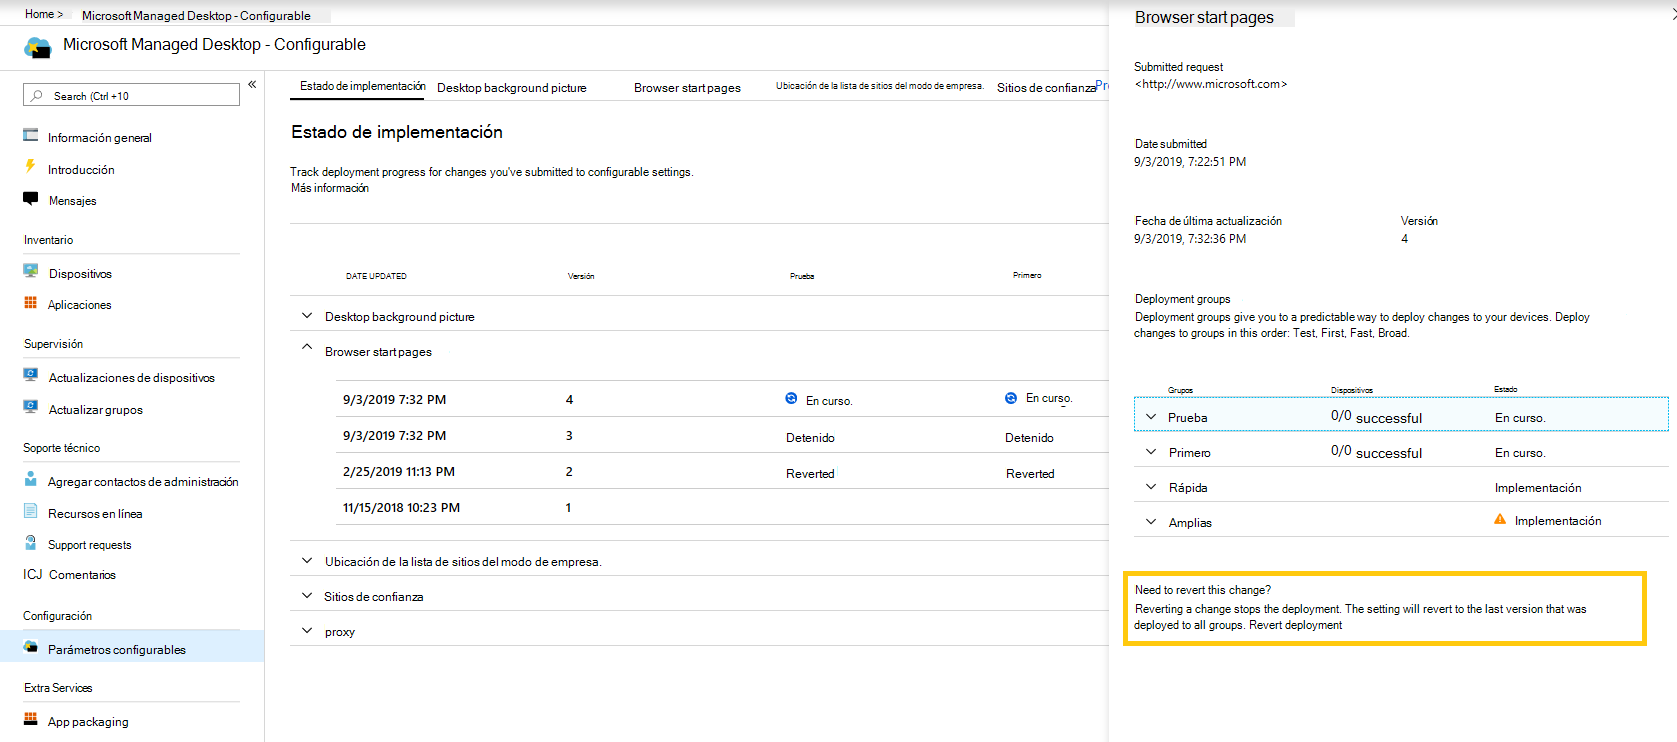 Home >
Microsoft Managed Desktop - Configurable
Microsoft Managed Desktop - Configurable
Search (Ctrl +10
«
Información general
Introducción
Mensajes
Inventario
Dispositivos
Aplicaciones
Supervisión
Actualizaciones de dispositivos
Actualizar grupos
Soporte técnico
Agregar contactos de administración
Recursos en línea
Support requests
ICJ Comentarios
Configuración
Parámetros configurables
Extra Services
App packaging
Estado de implementación
Desktop background picture
Browser start pages
Ubicación de la lista de sitios del modo de empresa.
Sitios de confianza
Pr
Estado de implementación
Track deployment progress for changes you've submitted to configurable settings.
Más información
DATE UPDATED Versión Prueba Primero
Desktop background picture
Browser start pages
9/3/2019 7:32 PM 4 En curso. En curso.
9/3/2019 7:32 PM 3 Detenido Detenido
2/25/2019 11:13 PM 2 Reverted Reverted
11/15/2018 10:23 PM 1
Ubicación de la lista de sitios del modo de empresa.
Sitios de confianza
proxy
Browser start pages
Submitted request
<http://www.microsoft.com>
Date submitted
9/3/2019, 7:22:51 PM
Fecha de última actualización Versión
9/3/2019, 7:32:36 PM 4
Deployment groups
Deployment groups give you to a predictable way to deploy changes to your devices. Deploy
changes to groups in this order: Test, First, Fast, Broad.
Grupos Dispositivos Estado
Prueba 0/0 successful En curso.
Primero 0/0 successful En curso.
Rápida Implementación
Amplias Implementación
Need to revert this change?
Reverting a change stops the deployment. The setting will revert to the last version that was
deployed to all groups. Revert deployment